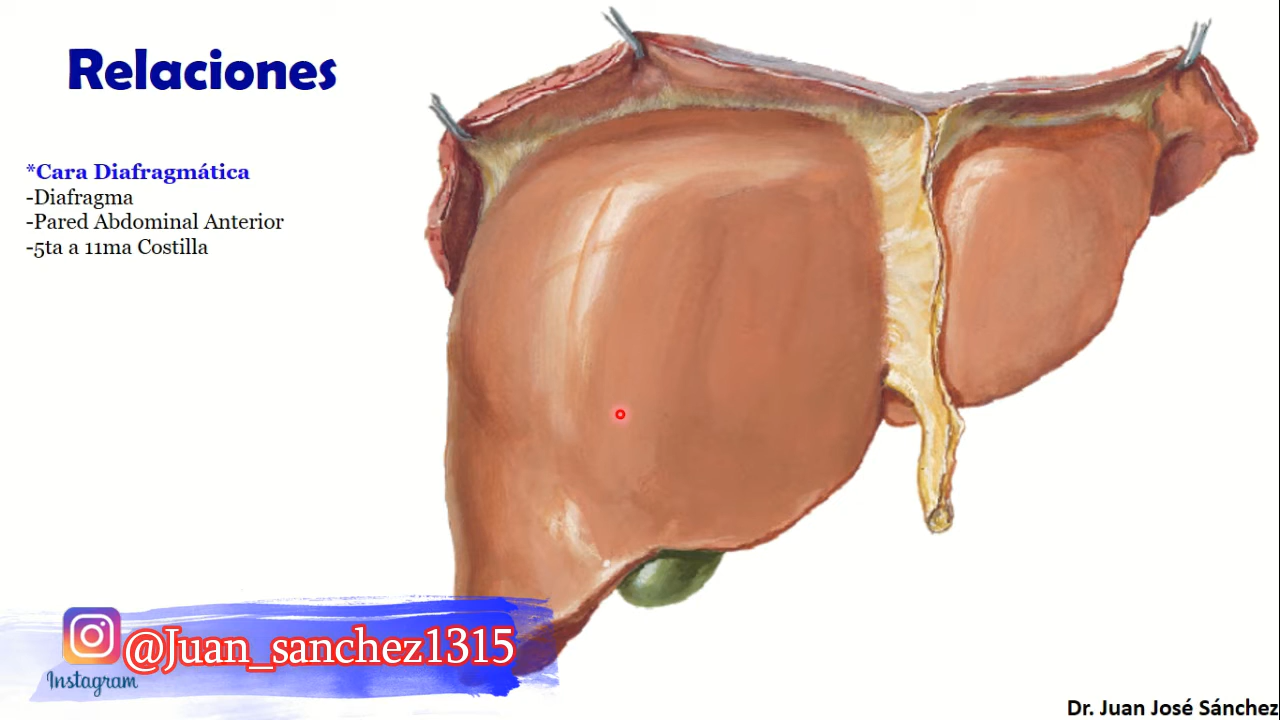 Relaciones
*Cara Diafragmática
-Diafragma
-Pared Abdominal Anterior
-5ta a 11ma Costilla
@Juan_sanchez1315
Instagram
Dr. Juan José Sánchez